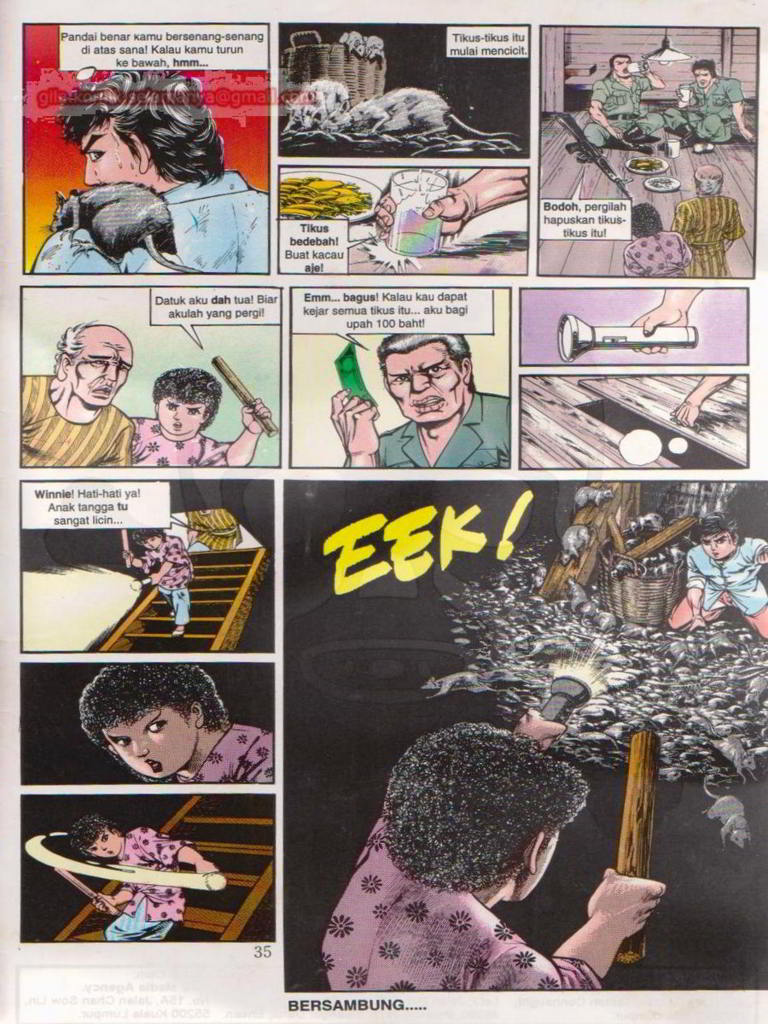 Pandai benar kamu bersenang-senang
di atas sana! Kalau kamu turun
ke bawah, hmm...
Tikus-tikus itu
mulai mencicit.
Tikus
bedebah!
Buat kacau
aje!
Bodoh, pergilah
hapuskan tikus-
tikus itu!
Datuk aku dah tua! Biar
akulah yang pergi!
Emm... bagus! Kalau kau dapat
kejar semua tikus itu... aku bagi
upah 100 baht!
Winnie! Hati-hati ya!
Anak tangga tu
sangat licin...
EEK!
35
BERSAMBUNG.....